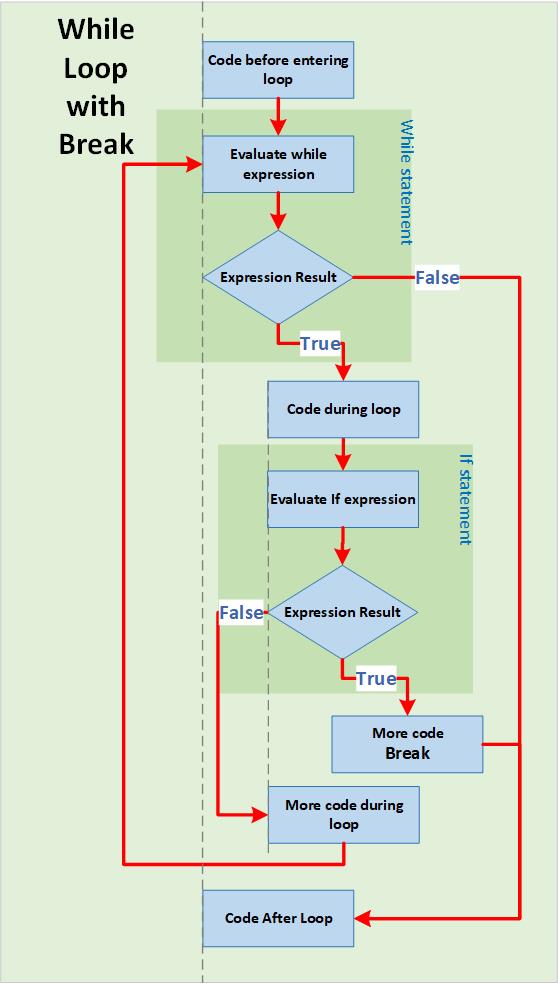 While
Loop
with
Break
Code before entering
loop
While statement
Evaluate while
expression
Expression Result
False
True
Code during loop
If statement
Evaluate If expression
Expression Result
False
True
More code
Break
More code during
loop
Code After Loop